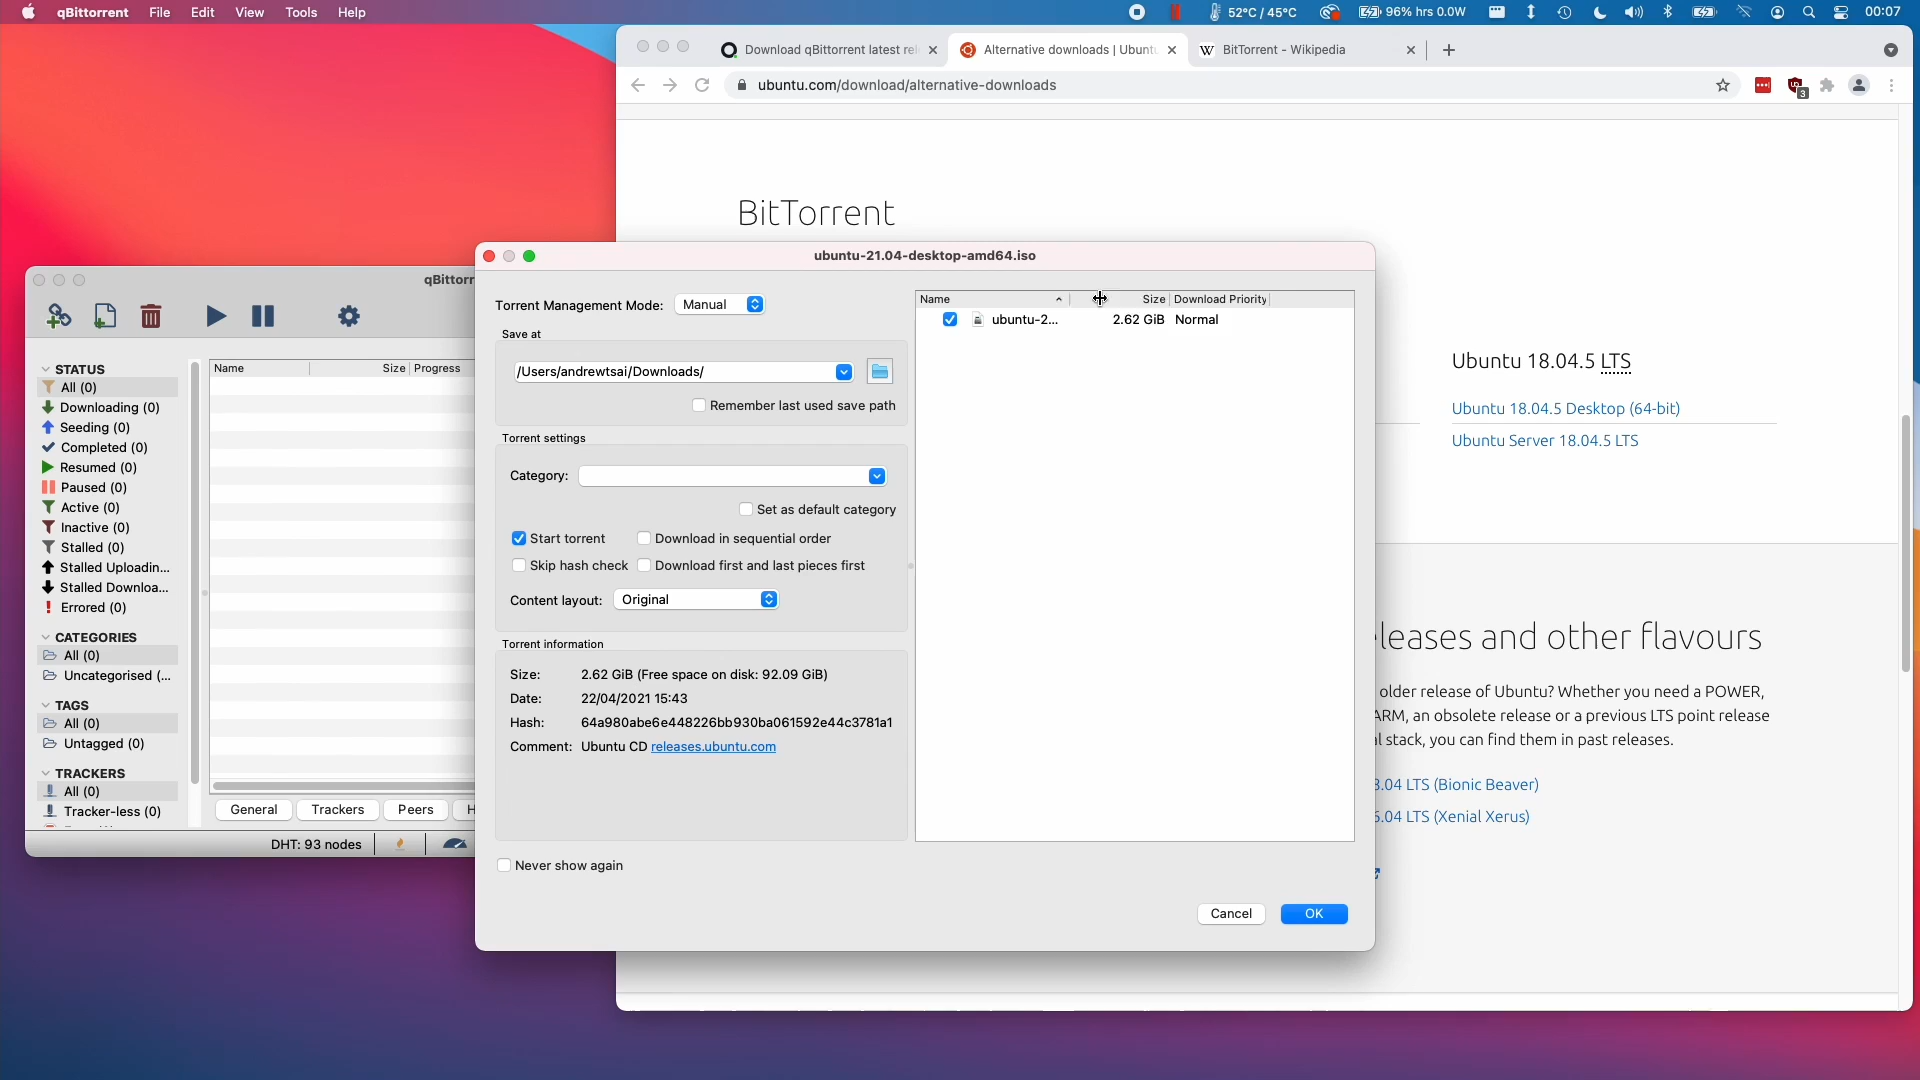 qBittorrent File Edit View Tools Help 52°C / 45°C 96% hrs 0.0W 00:07
Download qBittorrent latest rel
Alternative downloads | Ubunt
W BitTorrent - Wikipedia
ubuntu.com/download/alternative-downloads
3
BitTorrent
Ubuntu 18.04.5 LTS
Ubuntu 18.04.5 Desktop (64-bit)
Ubuntu Server 18.04.5 LTS
leases and other flavours
older release of Ubuntu? Whether you need a POWER,
ARM, an obsolete release or a previous LTS point release
stack, you can find them in past releases.
.04 LTS (Bionic Beaver)
.04 LTS (Xenial Xerus)
qBittorr
STATUS
All (0)
Downloading (0)
Seeding (0)
Completed (0)
Resumed (0)
Paused (0)
Active (0)
Inactive (0)
Stalled (0)
Stalled Uploadin...
Stalled Downloa...
Errored (0)
CATEGORIES
All (0)
Uncategorised (...
TAGS
All (0)
Untagged (0)
TRACKERS
All (0)
Tracker-less (0)
Name Size Progress
General Trackers Peers H
DHT: 93 nodes
ubuntu-21.04-desktop-amd64.iso
Torrent Management Mode: Manual
Save at
/Users/andrewtsai/Downloads/
Remember last used save path
Torrent settings
Category:
Set as default category
Start torrent Download in sequential order
Skip hash check Download first and last pieces first
Content layout: Original
Torrent information
Size: 2.62 GiB (Free space on disk: 92.09 GiB)
Date: 22/04/2021 15:43
Hash: 64a980abe6e448226bb930ba061592e44c3781a1
Comment: Ubuntu CD releases.ubuntu.com
Never show again
Name Size Download Priority
ubuntu-2... 2.62 GiB Normal
Cancel OK